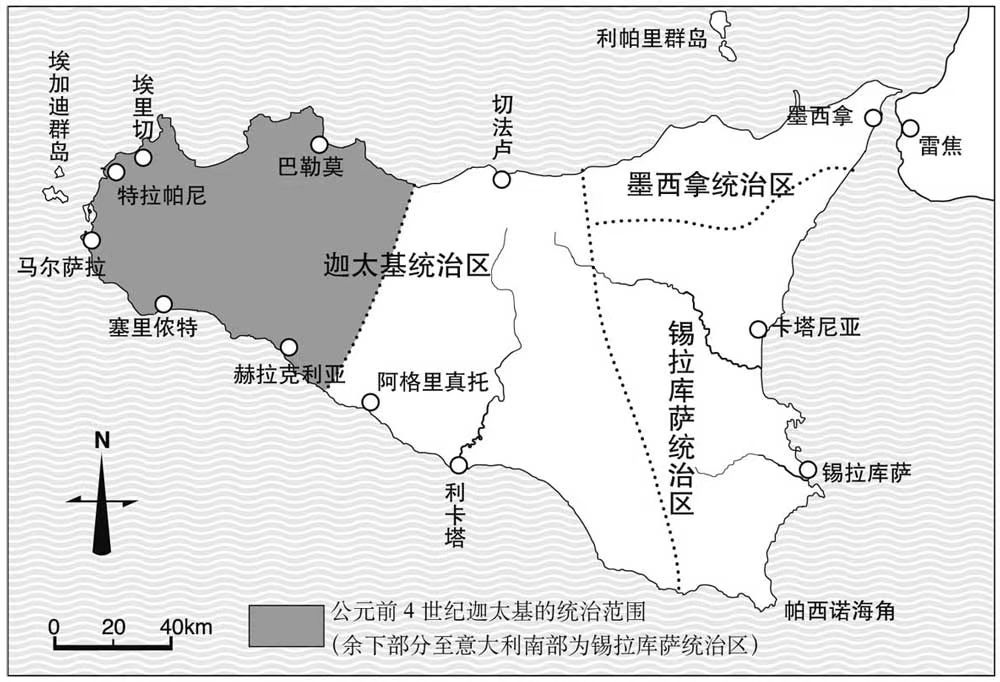 利帕里群岛
埃加迪群岛
埃里切
切法卢
墨西拿
雷焦
巴勒莫
特拉帕尼
墨西拿统治区
马尔萨拉
迦太基统治区
塞里侬特
卡塔尼亚
锡拉库萨统治区
赫拉克利亚
阿格里真托
N
锡拉库萨
利卡塔
帕西诺海角
公元前4世纪迦太基的统治范围
(余下部分至意大利南部为锡拉库萨统治区)
0 20 40km